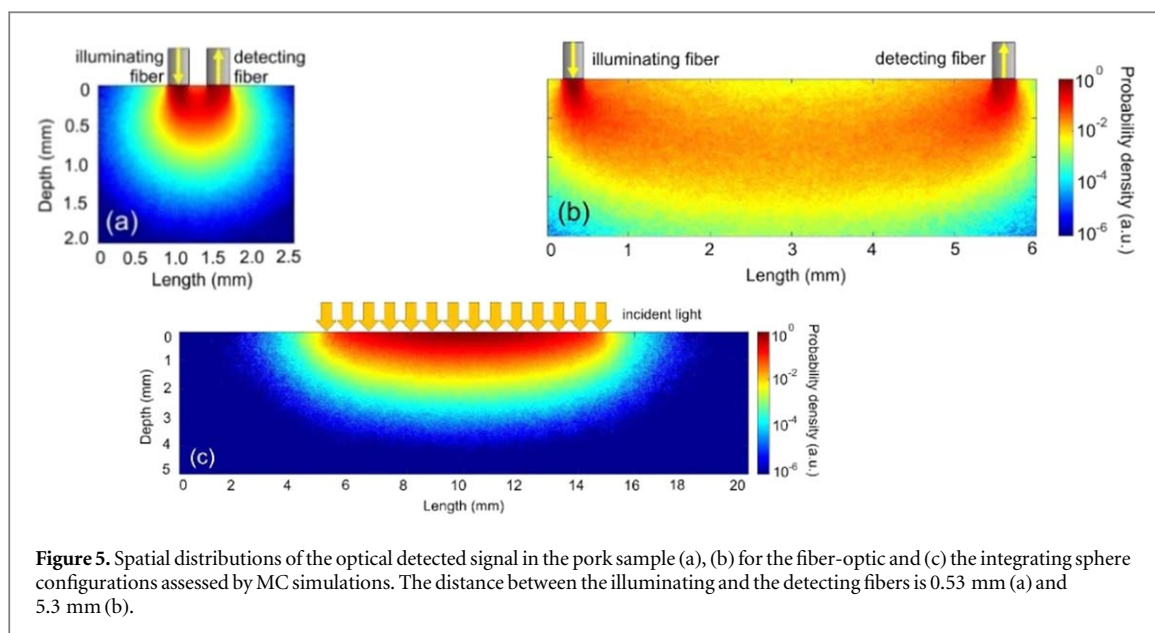 illuminating fiber
detecting fiber
0
0.5
1.0
1.5
2.0
Depth (mm)
(a)
0 0.5 1.0 1.5 2.0 2.5
Length (mm)
illuminating fiber
detecting fiber
(b)
0 1 2 3 4 5 6
Length (mm)
10^0
10^-2
10^-4
10^-6
Probability density (a.u.)
incident light
0
1
2
3
4
5
Depth (mm)
(c)
0 2 4 6 8 10 12 14 16 18 20
Length (mm)
10^0
10^-2
10^-4
10^-6
Probability density (a.u.)
Figure 5. Spatial distributions of the optical detected signal in the pork sample (a), (b) for the fiber-optic and (c) the integrating sphere
configurations assessed by MC simulations. The distance between the illuminating and the detecting fibers is 0.53 mm (a) and
5.3 mm (b).